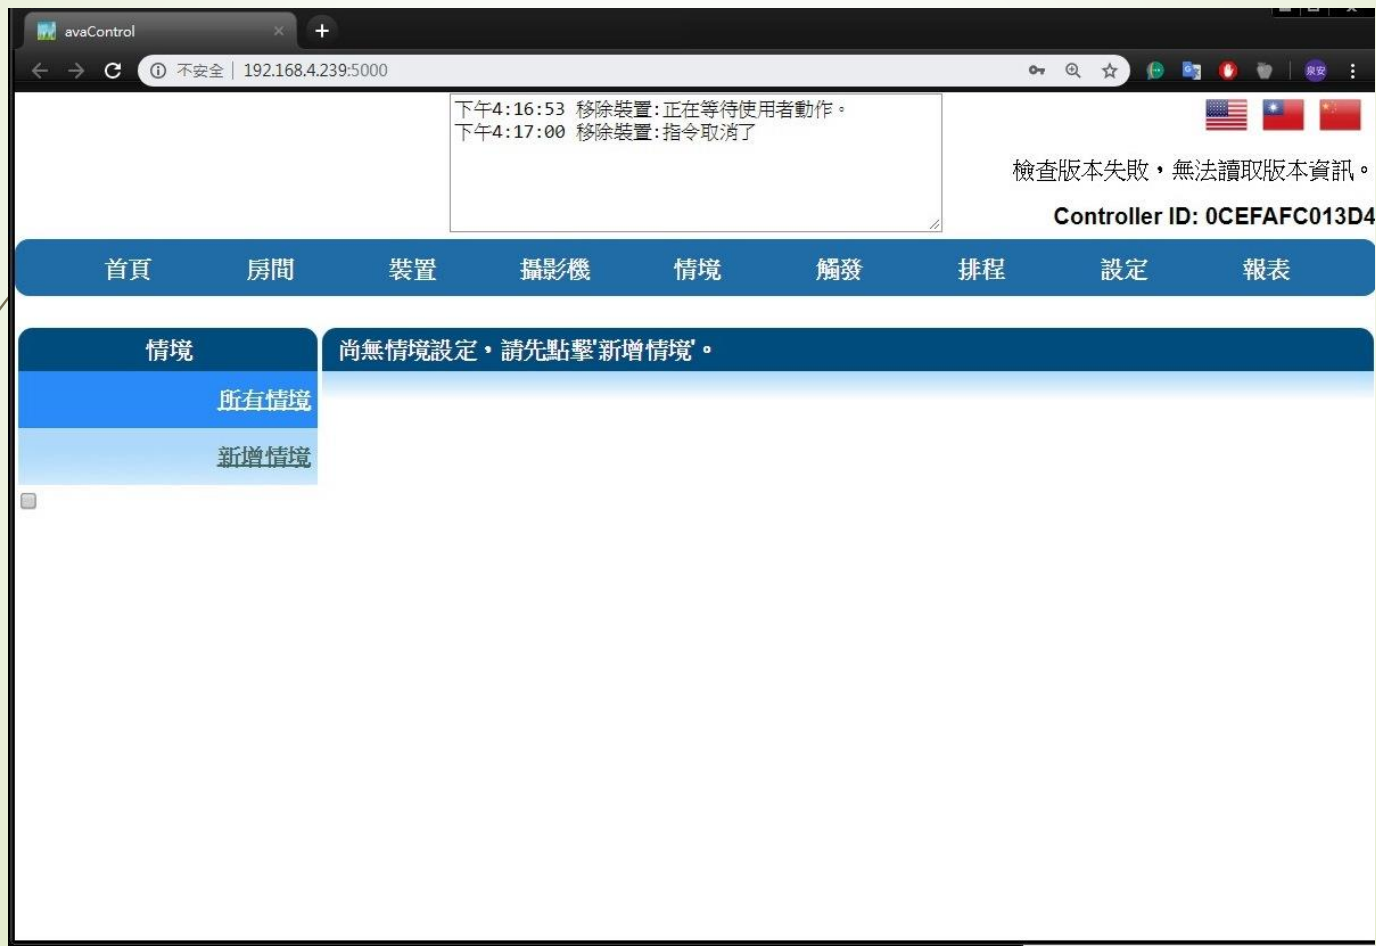 avaControl
不安全 | 192.168.4.239:5000
泉安
下午4:16:53 移除裝置:正在等待使用者動作。
下午4:17:00 移除裝置:指令取消了
檢查版本失敗，無法讀取版本資訊。
Controller ID: 0CEFAFC013D4
首頁 房間 裝置 攝影機 情境 觸發 排程 設定 報表
情境
尚無情境設定，請先點擊'新增情境'。
所有情境
新增情境